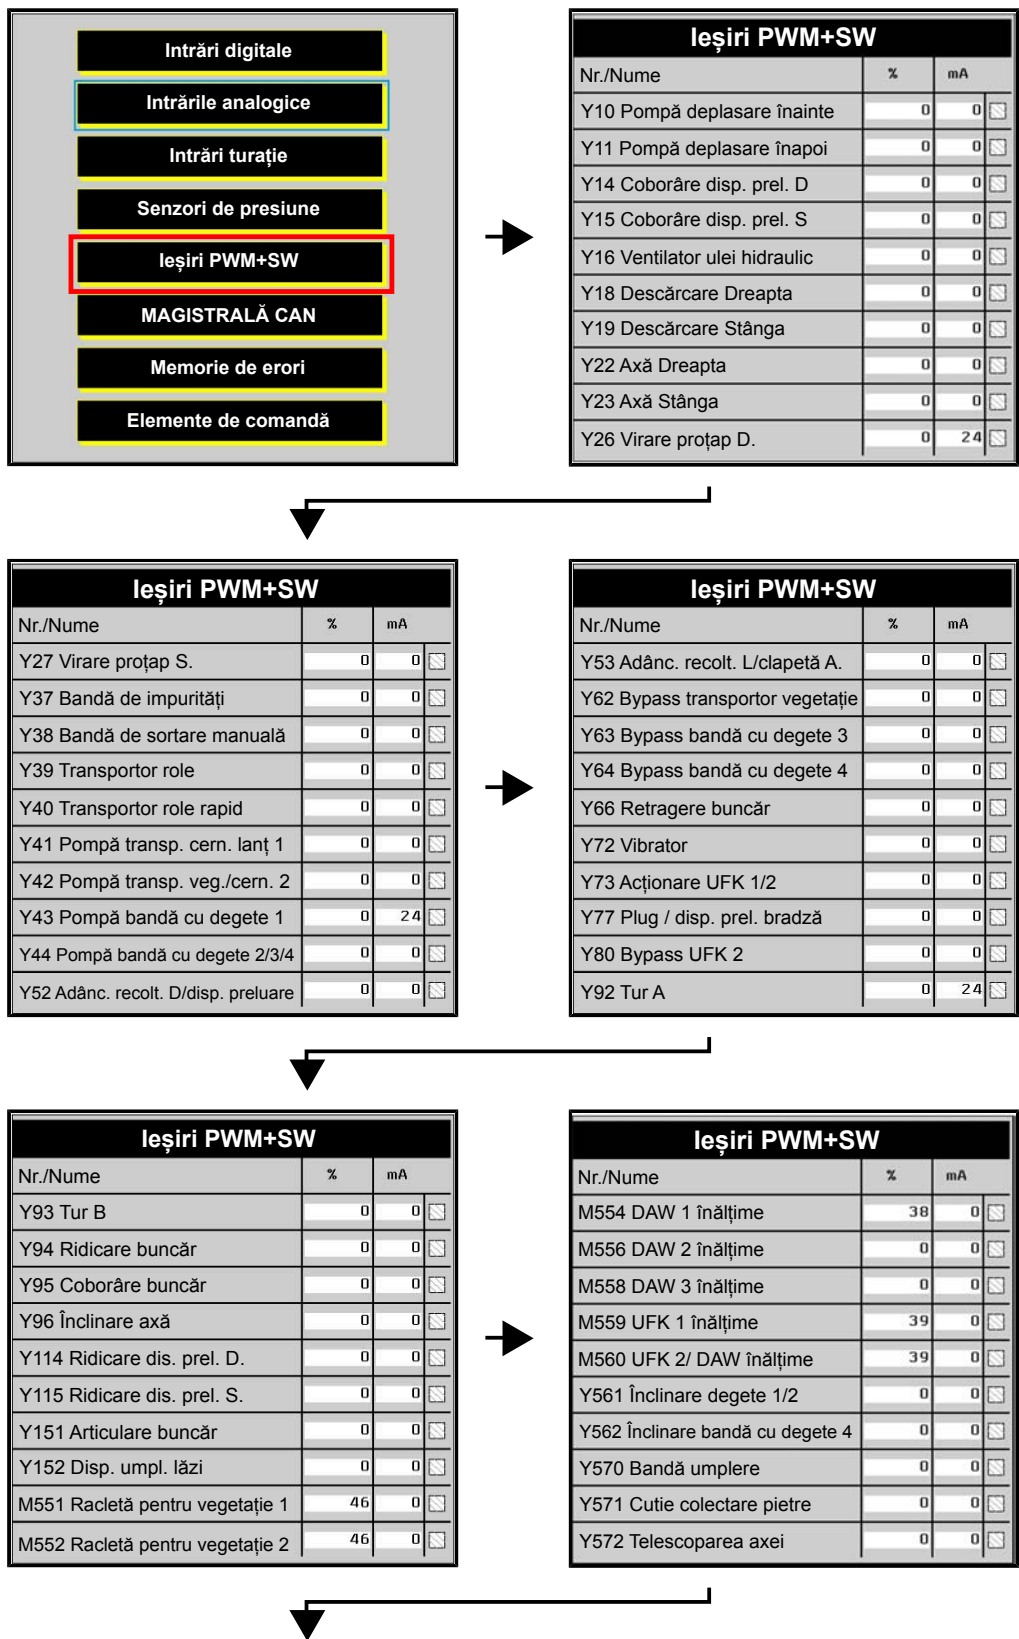 Intrări digitale
Intrările analogice
Intrări turație
Senzori de presiune
Ieșiri PWM+SW
MAGISTRALĂ CAN
Memorie de erori
Elemente de comandă
Ieșiri PWM+SW
Nr./Nume % mA
Y10 Pompă deplasare înainte 0 0
Y11 Pompă deplasare înapoi 0 0
Y14 Coborâre disp. prel. D 0 0
Y15 Coborâre disp. prel. S 0 0
Y16 Ventilator ulei hidraulic 0 0
Y18 Descărcare Dreapta 0 0
Y19 Descărcare Stânga 0 0
Y22 Axă Dreapta 0 0
Y23 Axă Stânga 0 0
Y26 Virare proțap D. 0 24
Ieșiri PWM+SW
Nr./Nume % mA
Y27 Virare proțap S. 0 0
Y37 Bandă de impurități 0 0
Y38 Bandă de sortare manuală 0 0
Y39 Transportor role 0 0
Y40 Transportor role rapid 0 0
Y41 Pompă transp. cern. lanț 1 0 0
Y42 Pompă transp. veg./cern. 2 0 0
Y43 Pompă bandă cu degete 1 0 24
Y44 Pompă bandă cu degete 2/3/4 0 0
Y52 Adânc. recolt. D/disp. preluare 0 0
Ieșiri PWM+SW
Nr./Nume % mA
Y53 Adânc. recolt. L/clapetă A. 0 0
Y62 Bypass transportor vegetație 0 0
Y63 Bypass bandă cu degete 3 0 0
Y64 Bypass bandă cu degete 4 0 0
Y66 Retragere buncăr 0 0
Y72 Vibrator 0 0
Y73 Acționare UFK 1/2 0 0
Y77 Plug / disp. prel. bradză 0 0
Y80 Bypass UFK 2 0 0
Y92 Tur A 0 24
Ieșiri PWM+SW
Nr./Nume % mA
Y93 Tur B 0 0
Y94 Ridicare buncăr 0 0
Y95 Coborâre buncăr 0 0
Y96 Înclinare axă 0 0
Y114 Ridicare dis. prel. D. 0 0
Y115 Ridicare dis. prel. S. 0 0
Y151 Articulare buncăr 0 0
Y152 Disp. umpl. lăzi 0 0
M551 Racletă pentru vegetație 1 46 0
M552 Racletă pentru vegetație 2 46 0
Ieșiri PWM+SW
Nr./Nume % mA
M554 DAW 1 înălțime 38 0
M556 DAW 2 înălțime 0 0
M558 DAW 3 înălțime 0 0
M559 UFK 1 înălțime 39 0
M560 UFK 2/ DAW înălțime 39 0
Y561 Înclinare degete 1/2 0 0
Y562 Înclinare bandă cu degete 4 0 0
Y570 Bandă umplere 0 0
Y571 Cutie colectare pietre 0 0
Y572 Telescoparea axei 0 0